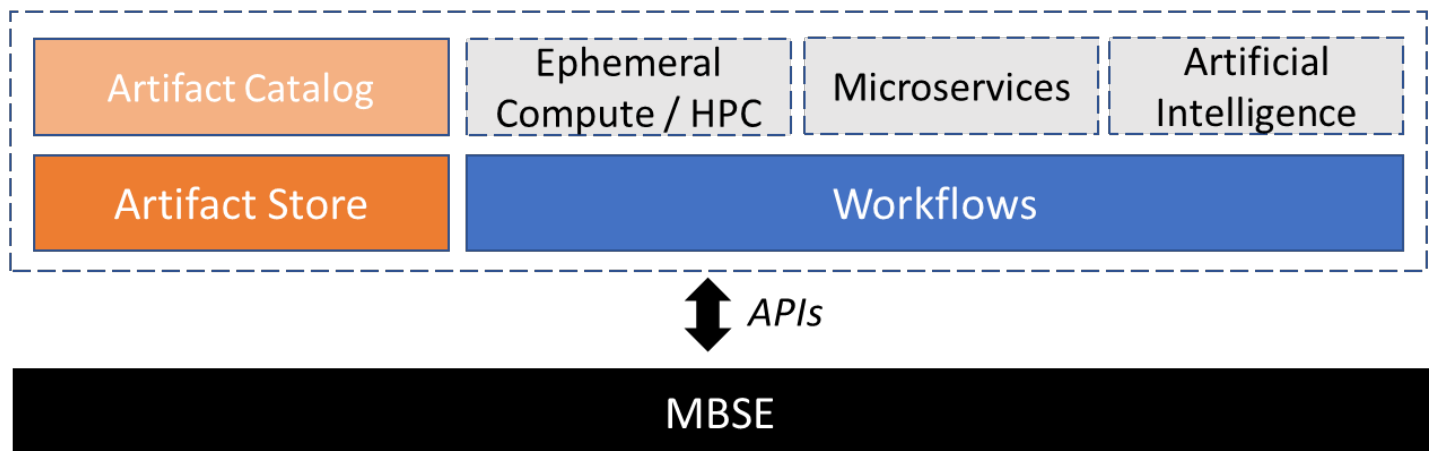 Artifact Catalog
Ephemeral
Compute / HPC
Microservices
Artificial
Intelligence
Artifact Store
Workflows
APIs
MBSE